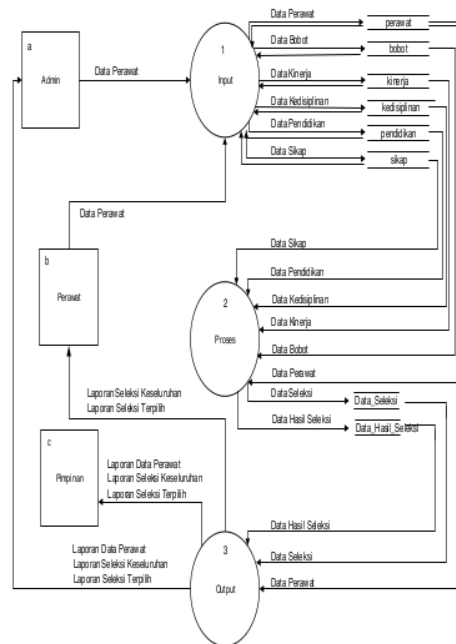 Data Perawat
perawat
a
Admin
1
Input
Data Bobot
bobot
Data Perawat
Data Kinerja
kinerja
Data Kedisiplinan
kedisiplinan
Data Pendidikan
pendidikan
Data Sikap
sikap
Data Perawat
b
Perawat
Data Sikap
Data Pendidikan
2
Proses
Data Kedisiplinan
Data Kinerja
Data Bobot
Data Perawat
Laporan Seleksi Keseluruhan
Laporan Seleksi Terpilih
Data Seleksi
Data_Seleksi
Data Hasil Seleksi
Data_Hasil_Seleksi
c
Pimpinan
Laporan Data Perawat
Laporan Seleksi Keseluruhan
Laporan Seleksi Terpilih
Data Hasil Seleksi
3
Output
Laporan Data Perawat
Laporan Seleksi Keseluruhan
Laporan Seleksi Terpilih
Data Seleksi
Data Perawat